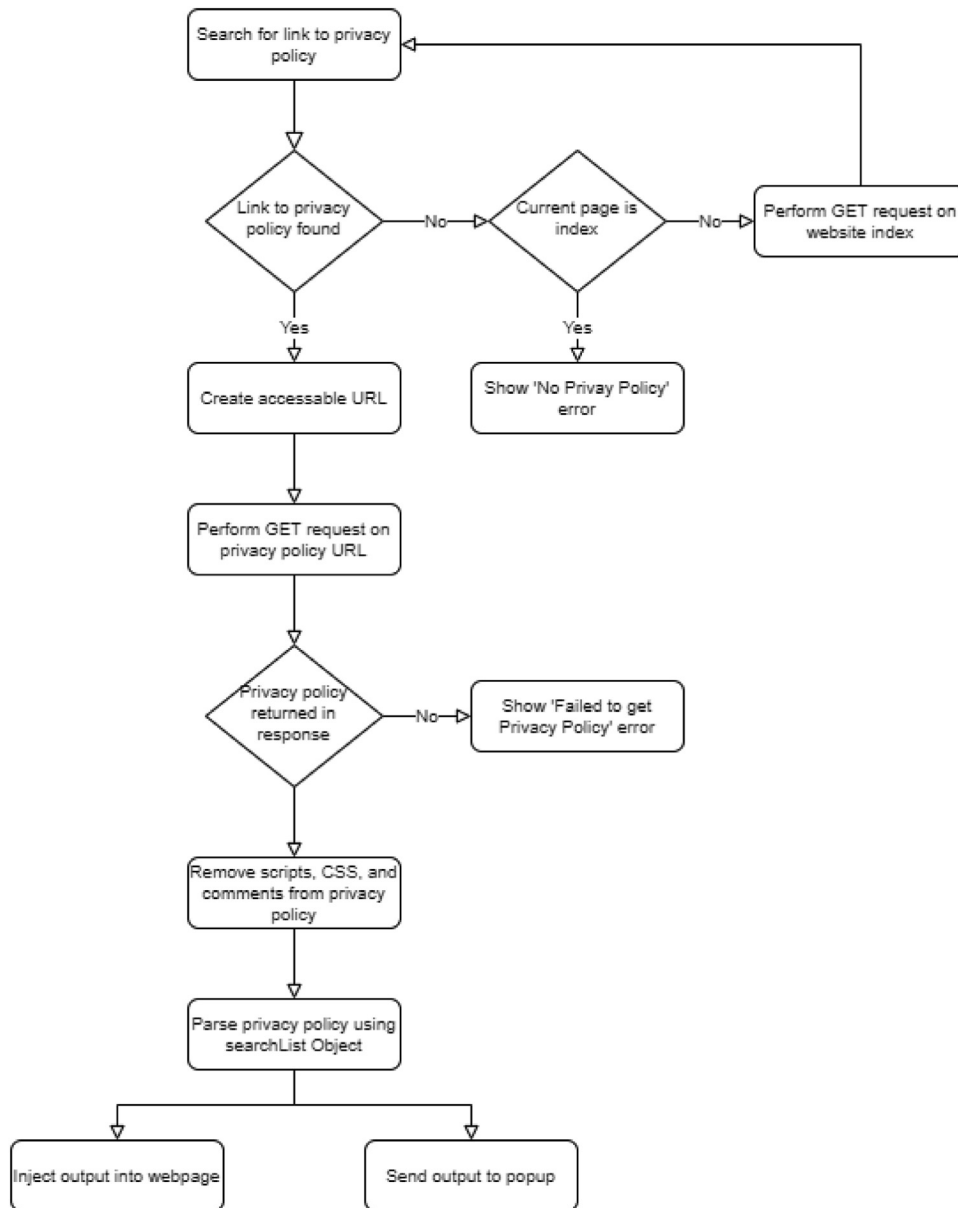 Search for link to privacy
policy
Link to privacy
policy found
No
Current page is
index
No
Perform GET request on
website index
Yes
Yes
Create accessable URL
Show 'No Privay Policy'
error
Perform GET request on
privacy policy URL
Privacy policy
returned in
response
No
Show 'Failed to get
Privacy Policy' error
Remove scripts, CSS, and
comments from privacy
policy
Parse privacy policy using
searchList Object
Inject output into webpage
Send output to popup